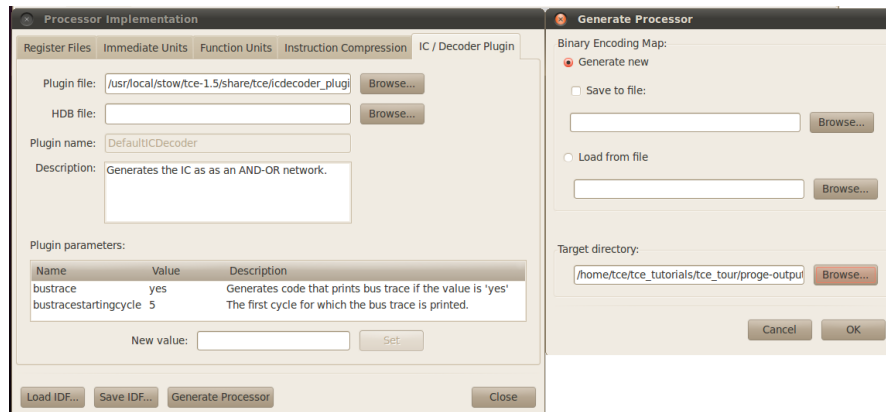 Processor Implementation
Register Files Immediate Units Function Units Instruction Compression IC / Decoder Plugin
Plugin file: /usr/local/stow/tce-1.5/share/tce/icdecoder_plugi Browse...
HDB file: Browse...
Plugin name: DefaultICDecoder
Description: Generates the IC as as an AND-OR network.
Plugin parameters:
Name Value Description
bustrace yes Generates code that prints bus trace if the value is 'yes'
bustracestartingcycle 5 The first cycle for which the bus trace is printed.
New value: Set
Load IDF... Save IDF... Generate Processor Close
Generate Processor
Binary Encoding Map:
Generate new
Save to file:
Browse...
Load from file
Browse...
Target directory:
/home/tce/tce_tutorials/tce_tour/proge-output Browse...
Cancel OK